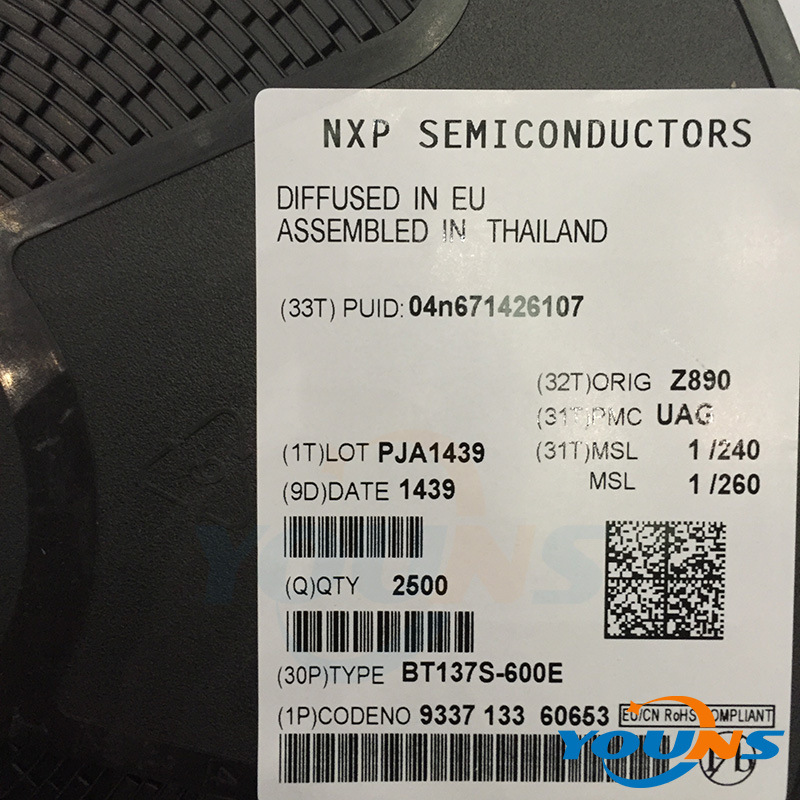 NXP SEMICONDUCTORS
DIFFUSED IN EU
ASSEMBLED IN THAILAND
(33T) PUID: 04n671426107
(32T)ORIG Z890
(31T)PMC UAG
(1T)LOT PJA1439 (31T)MSL 1 /240
(9D)DATE 1439 MSL 1 /260
(Q)QTY 2500
(30P)TYPE BT137S-600E
(1P)CODENO 9337 133 60653 EU/CN RoHS COMPLIANT
YOUNS
YOUNS